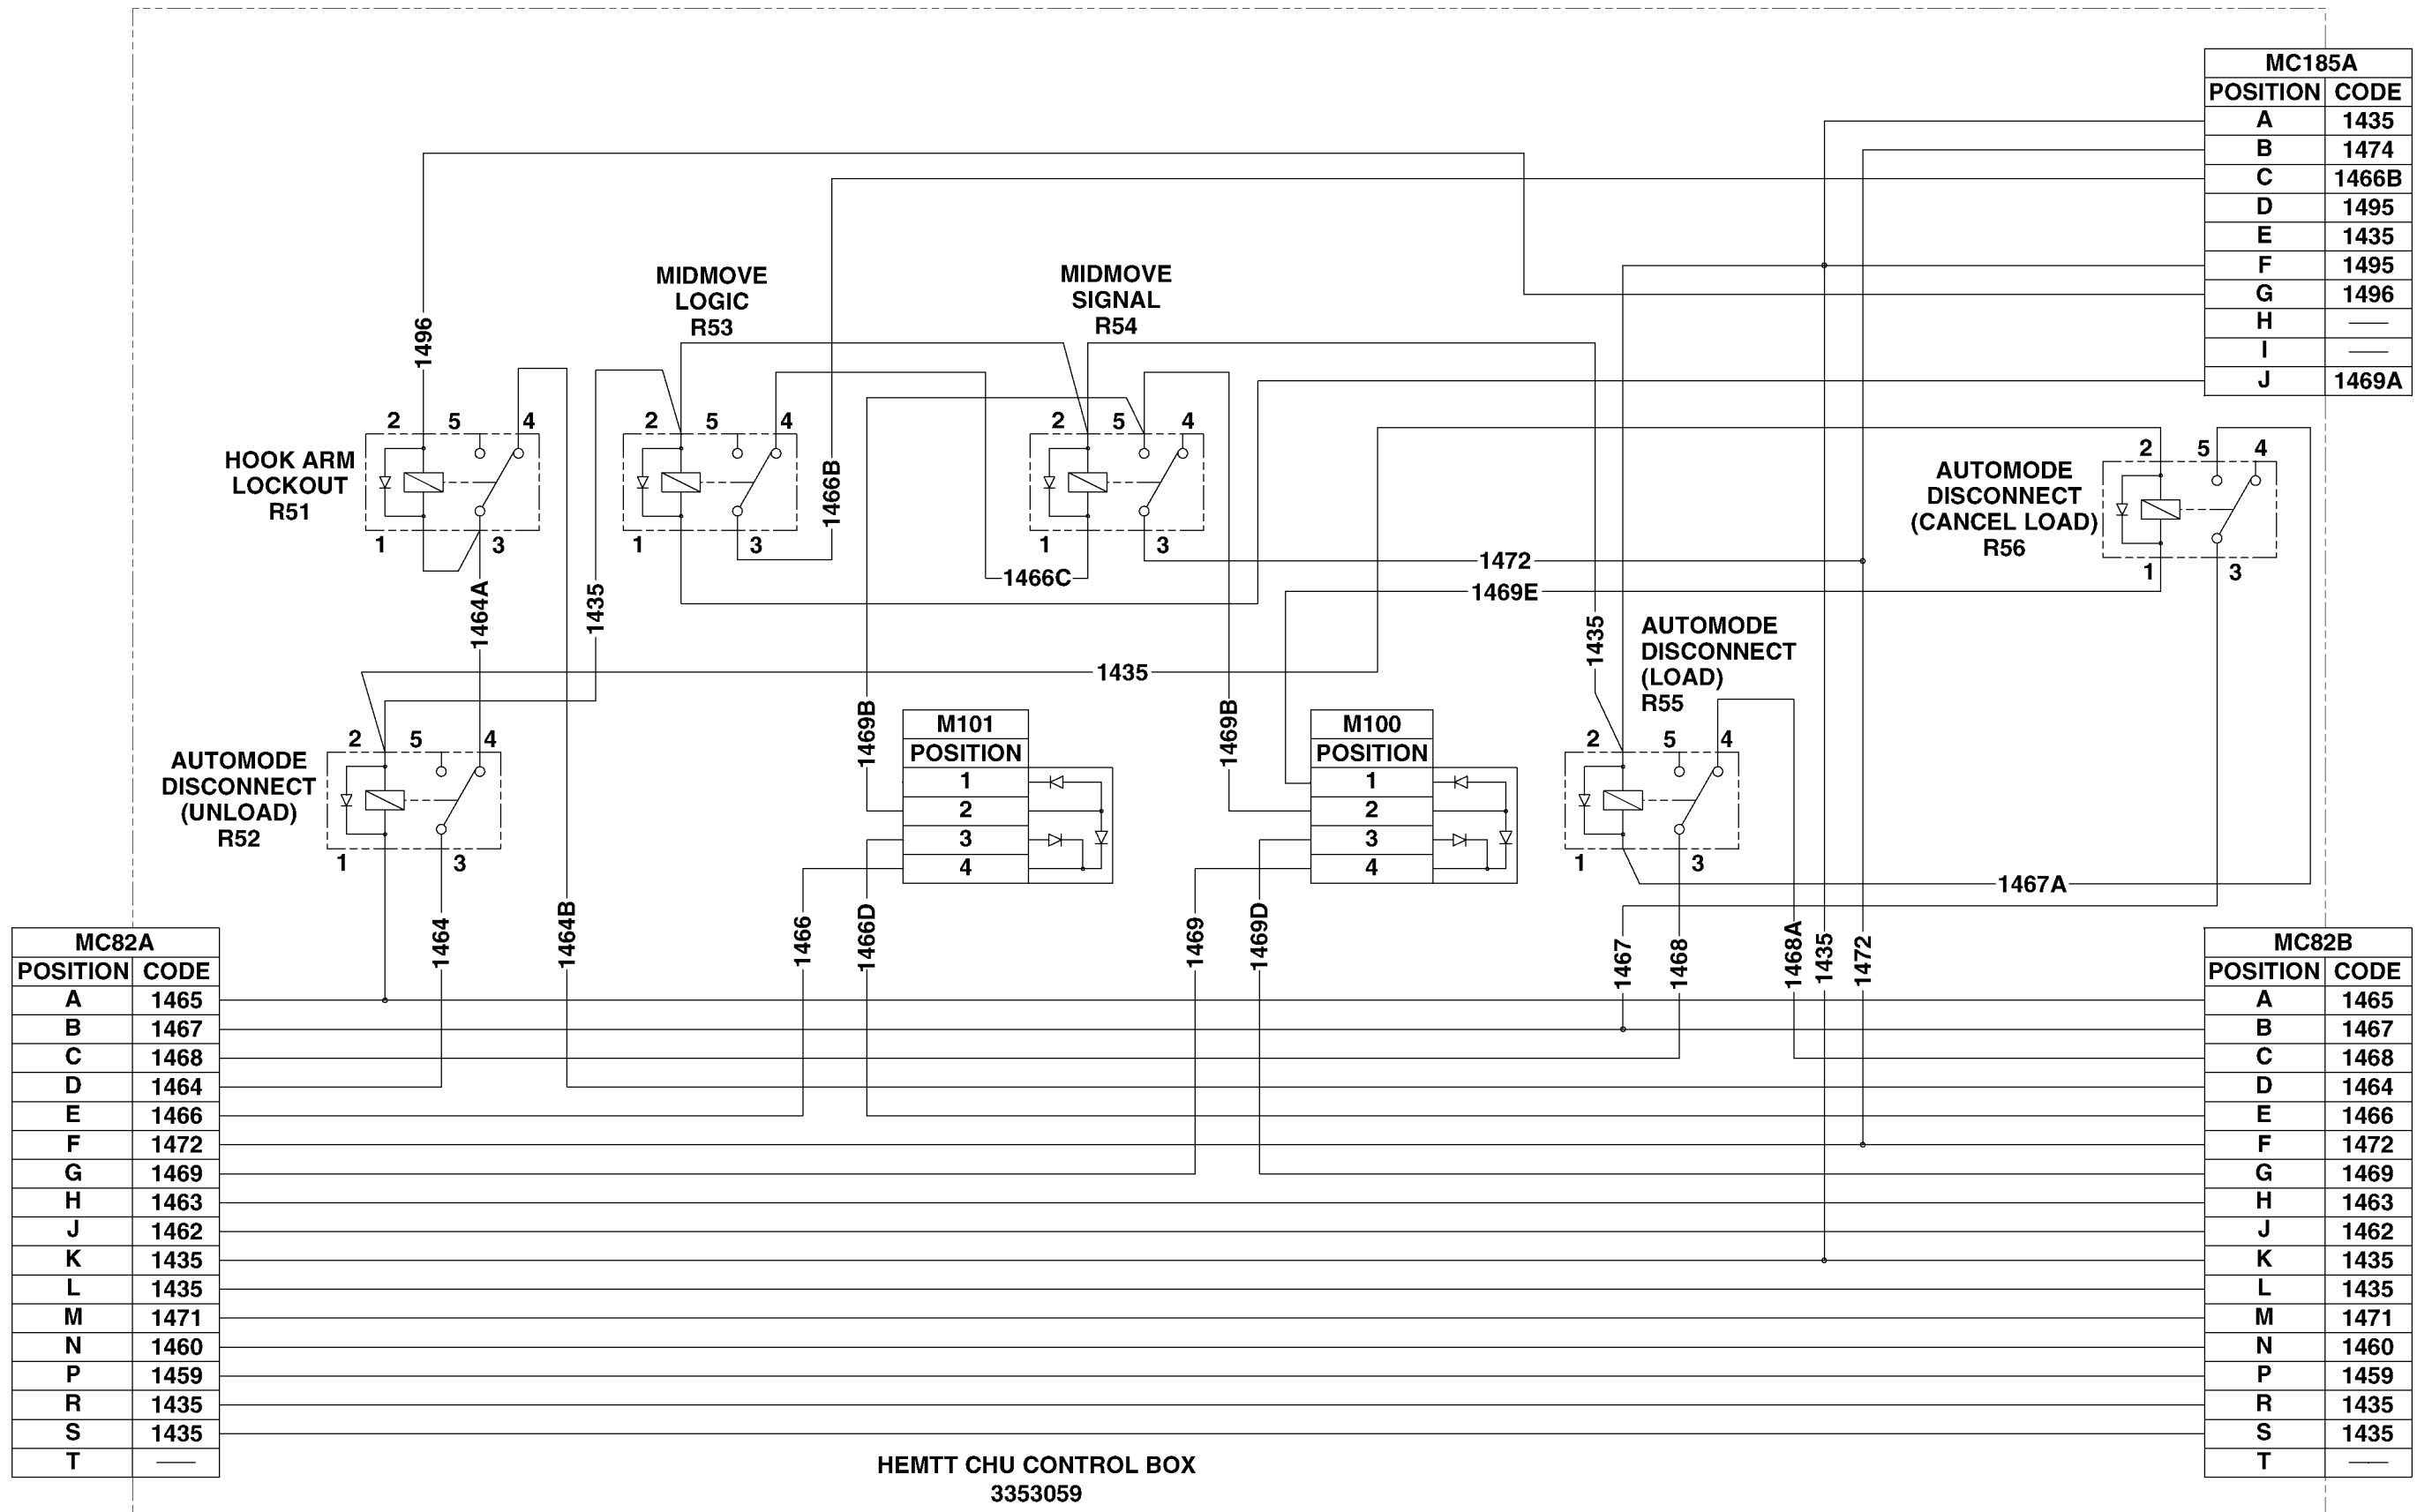 MC185A
POSITION CODE
A 1435
B 1474
C 1466B
D 1495
E 1435
F 1495
G 1496
H —
I —
J 1469A
MIDMOVE
LOGIC
R53
MIDMOVE
SIGNAL
R54
1496
2 5 4
HOOK ARM
LOCKOUT
R51
1 3
2 5 4
1 3
1466B
2 5 4
1 3
2 5 4
AUTOMODE
DISCONNECT
(CANCEL LOAD)
R56
1 3
1472
1466C
1469E
1464A
1435
1435
AUTOMODE
DISCONNECT
(LOAD)
R55
1435
1469B
1469B
2 5 4
AUTOMODE
DISCONNECT
(UNLOAD)
R52
1 3
M101
POSITION
1
2
3
4
M100
POSITION
1
2
3
4
2 5 4
1 3
1467A
1464
1464B
1466
1466D
1469
1469D
1467
1468
1468A
1435
1472
MC82A
POSITION CODE
A 1465
B 1467
C 1468
D 1464
E 1466
F 1472
G 1469
H 1463
J 1462
K 1435
L 1435
M 1471
N 1460
P 1459
R 1435
S 1435
T —
MC82B
POSITION CODE
A 1465
B 1467
C 1468
D 1464
E 1466
F 1472
G 1469
H 1463
J 1462
K 1435
L 1435
M 1471
N 1460
P 1459
R 1435
S 1435
T —
HEMTT CHU CONTROL BOX
3353059